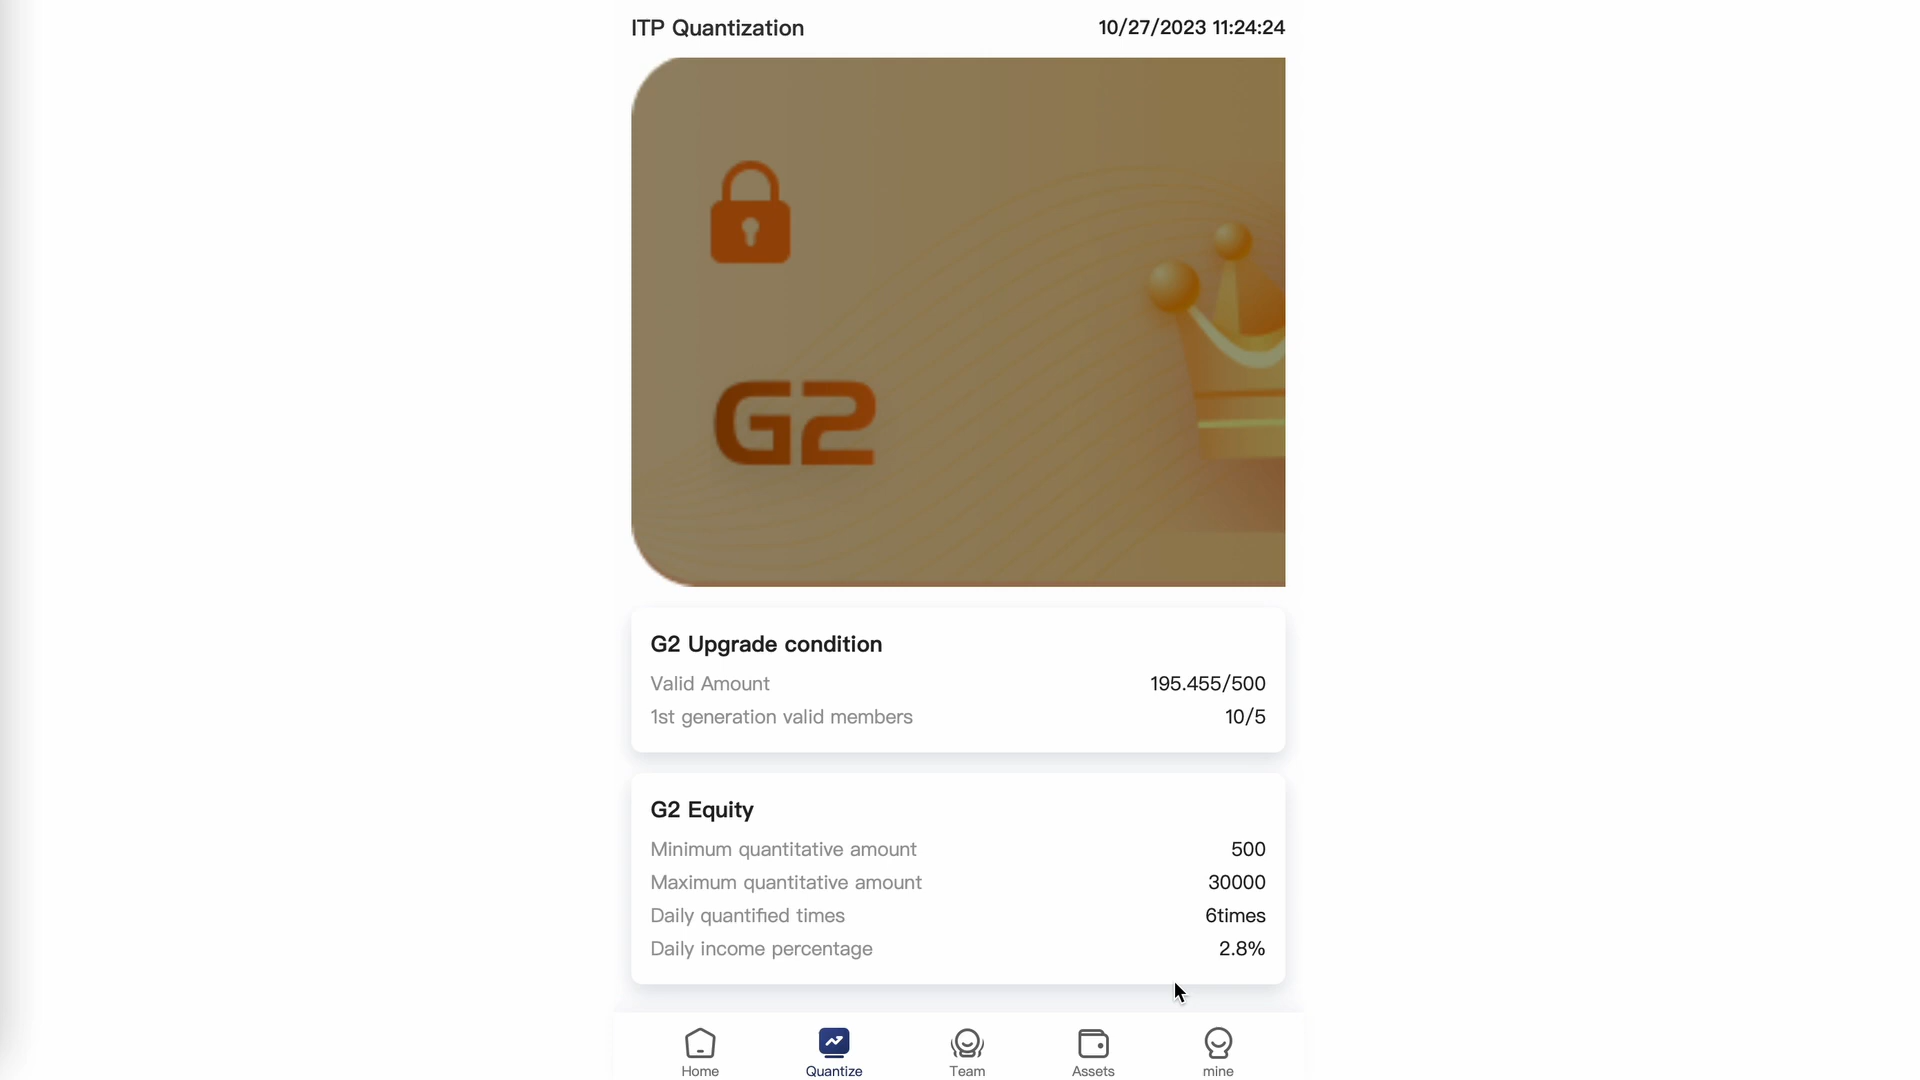 ITP Quantization 10/27/2023 11:24:24
G2
G2 Upgrade condition
Valid Amount 195.455/500
1st generation valid members 10/5
G2 Equity
Minimum quantitative amount 500
Maximum quantitative amount 30000
Daily quantified times 6times
Daily income percentage 2.8%
Home Quantize Team Assets mine